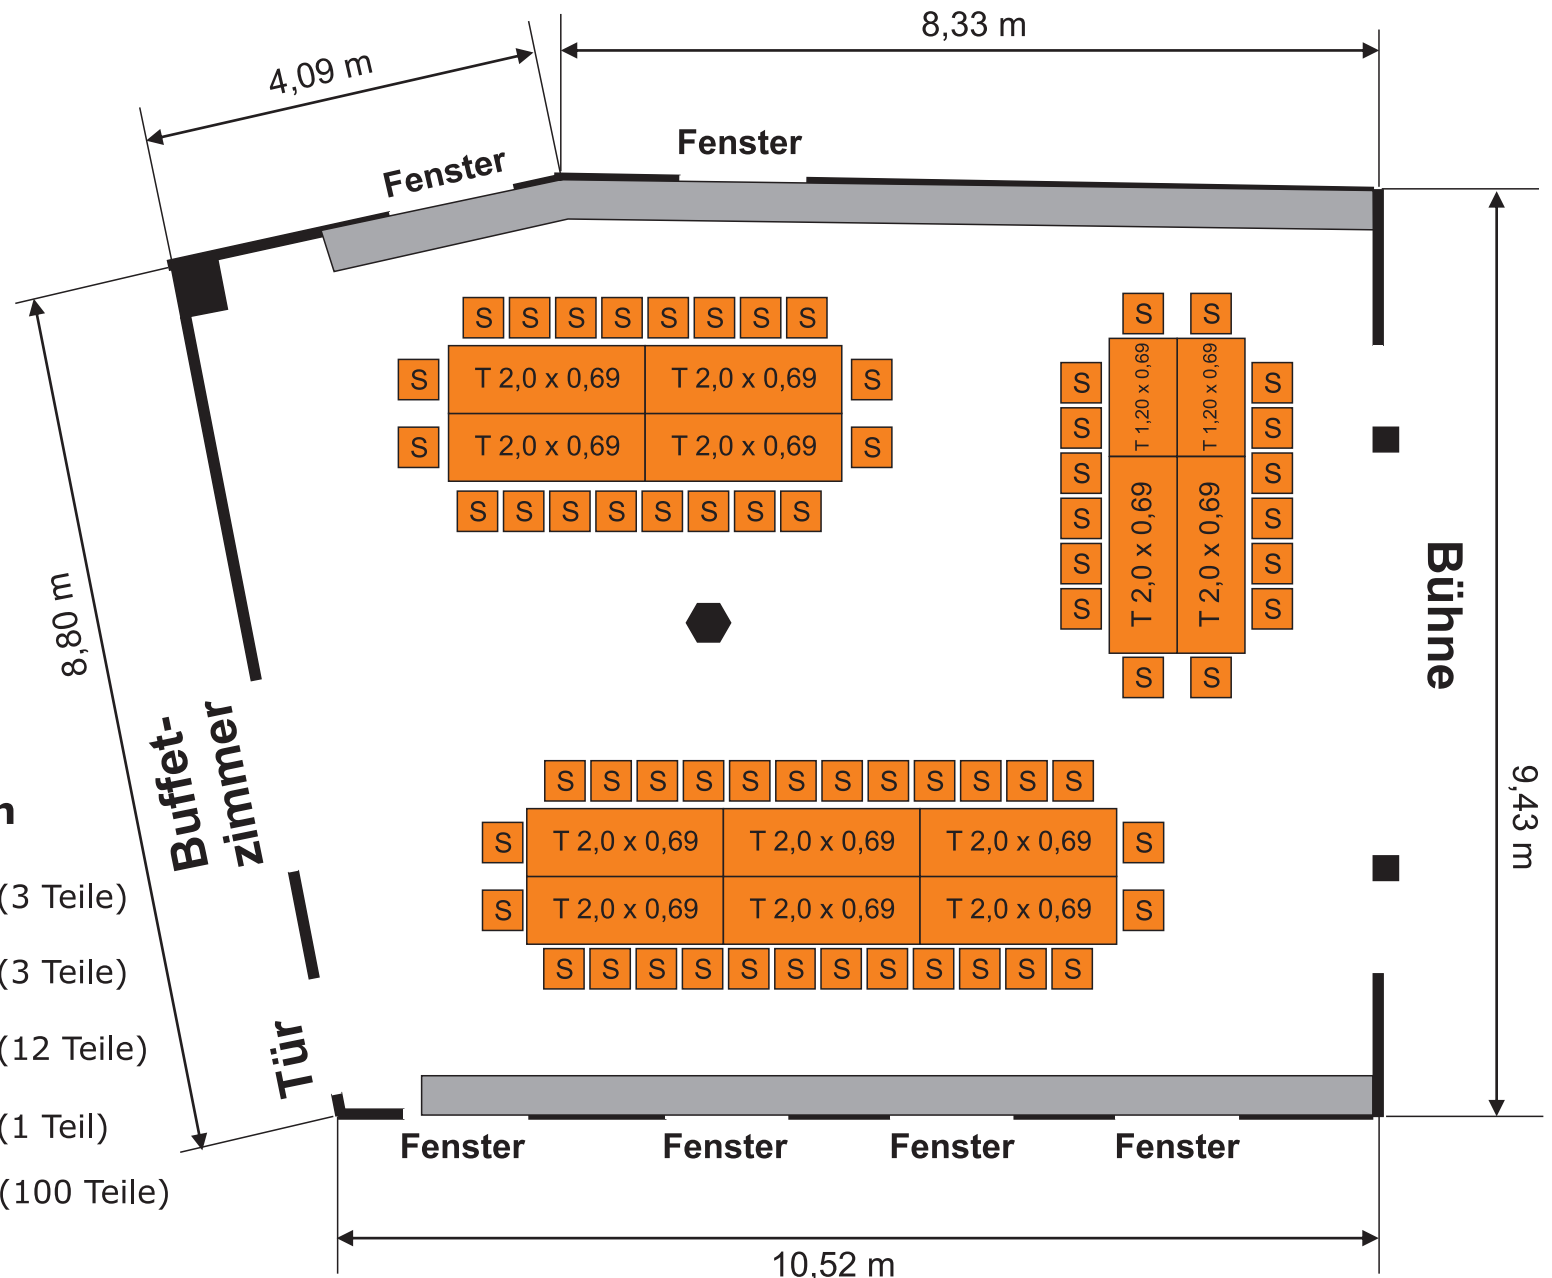 8,33 m
4,09 m
Fenster
Fenster
S S S S S S S S
S S
S T 2,0 x 0,69 T 2,0 x 0,69 S
S T 2,0 x 0,69 T 2,0 x 0,69 S
S S S S S S S S
T 1,20 x 0,69 T 1,20 x 0,69
T 2,0 x 0,69 T 2,0 x 0,69
S S
S S
S S
S S
S S
S S
S S
Bühne
8,80 m
9,43 m
Buffet-
zimmer
S S S S S S S S S S S S
S T 2,0 x 0,69 T 2,0 x 0,69 T 2,0 x 0,69 S
S T 2,0 x 0,69 T 2,0 x 0,69 T 2,0 x 0,69 S
S S S S S S S S S S S S
n
(3 Teile)
(3 Teile)
(12 Teile)
(1 Teil)
(100 Teile)
Tür
Fenster Fenster Fenster Fenster
10,52 m